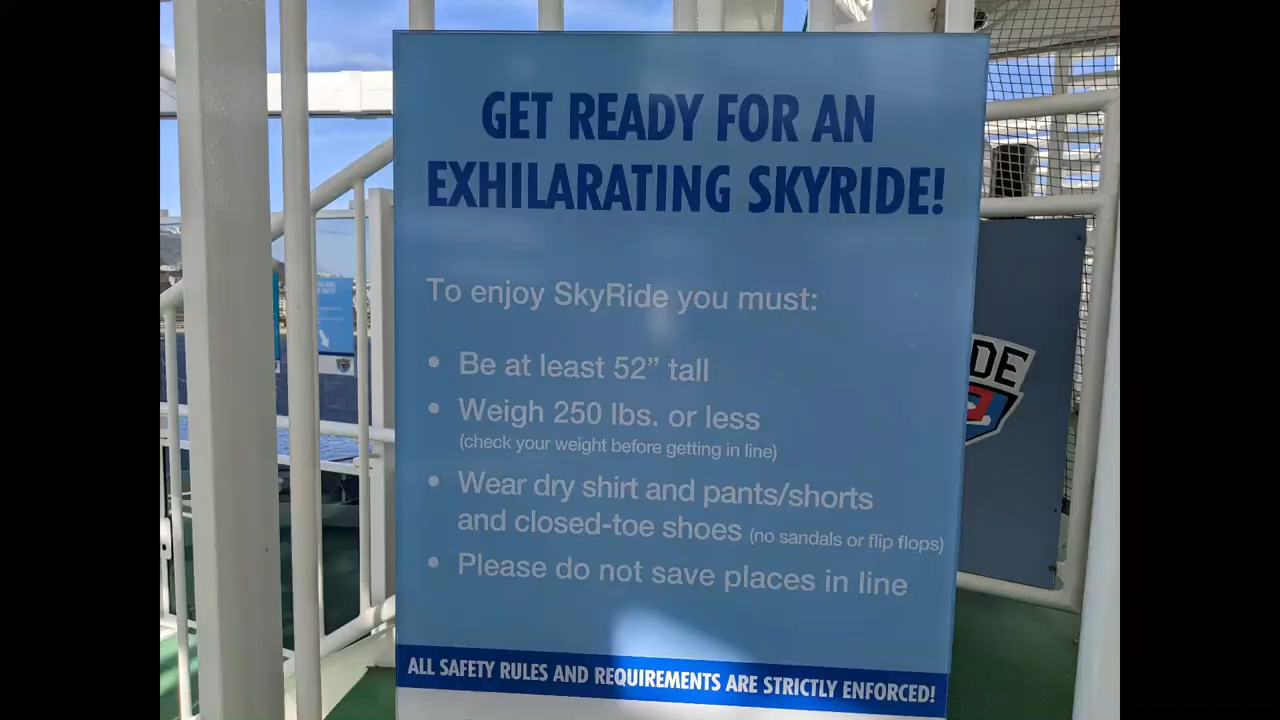 GET READY FOR AN
EXHILARATING SKYRIDE!
To enjoy SkyRide you must:
• Be at least 52” tall
• Weigh 250 lbs. or less
(check your weight before getting in line)
• Wear dry shirt and pants/shorts
and closed-toe shoes (no sandals or flip flops)
• Please do not save places in line
ALL SAFETY RULES AND REQUIREMENTS ARE STRICTLY ENFORCED!
IDE